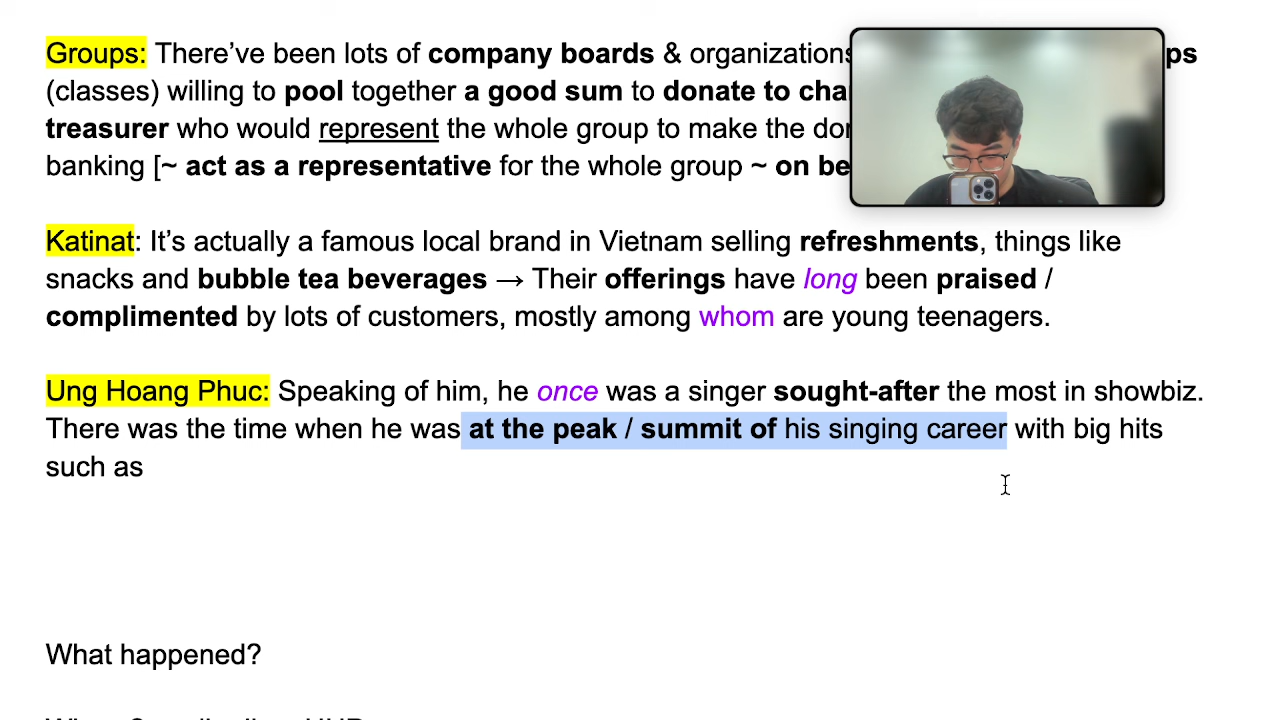 Groups: There’ve been lots of company boards & organizations ps
(classes) willing to pool together a good sum to donate to cha
treasurer who would represent the whole group to make the do
banking [~ act as a representative for the whole group ~ on be
Katinat: It’s actually a famous local brand in Vietnam selling refreshments, things like
snacks and bubble tea beverages → Their offerings have long been praised /
complimented by lots of customers, mostly among whom are young teenagers.
Ung Hoang Phuc: Speaking of him, he once was a singer sought-after the most in showbiz.
There was the time when he was at the peak / summit of his singing career with big hits
such as
What happened?